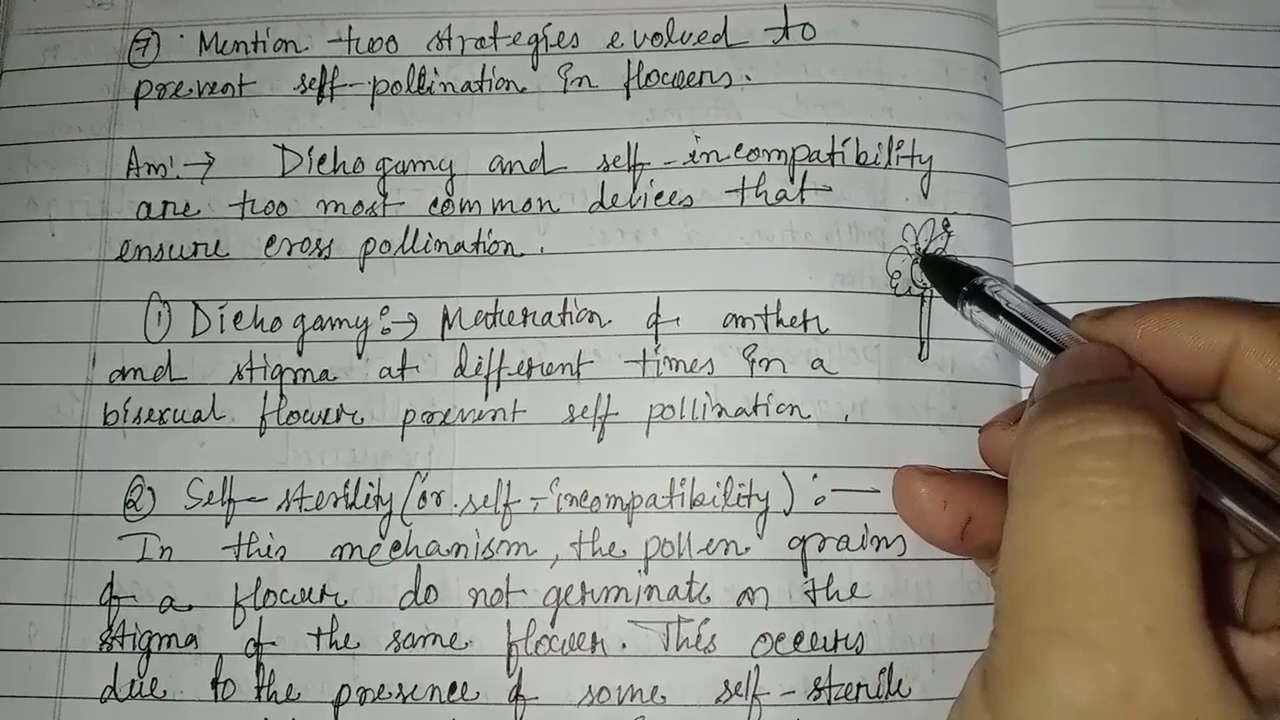 ⑦ Mention two strategies evolved to
prevent self-pollination in flowers.
Ans: → Dichogamy and self-incompatibility
are two most common devices that
ensure cross pollination.
① Dichogamy :→ Maturation of anther
and stigma at different times in a
bisexual flower prevent self pollination.
② Self-sterility (or self-incompatibility) :—
In this mechanism, the pollen grains
of a flower do not germinate on the
stigma of the same flower. This occurs
due to the presence of some self-sterile